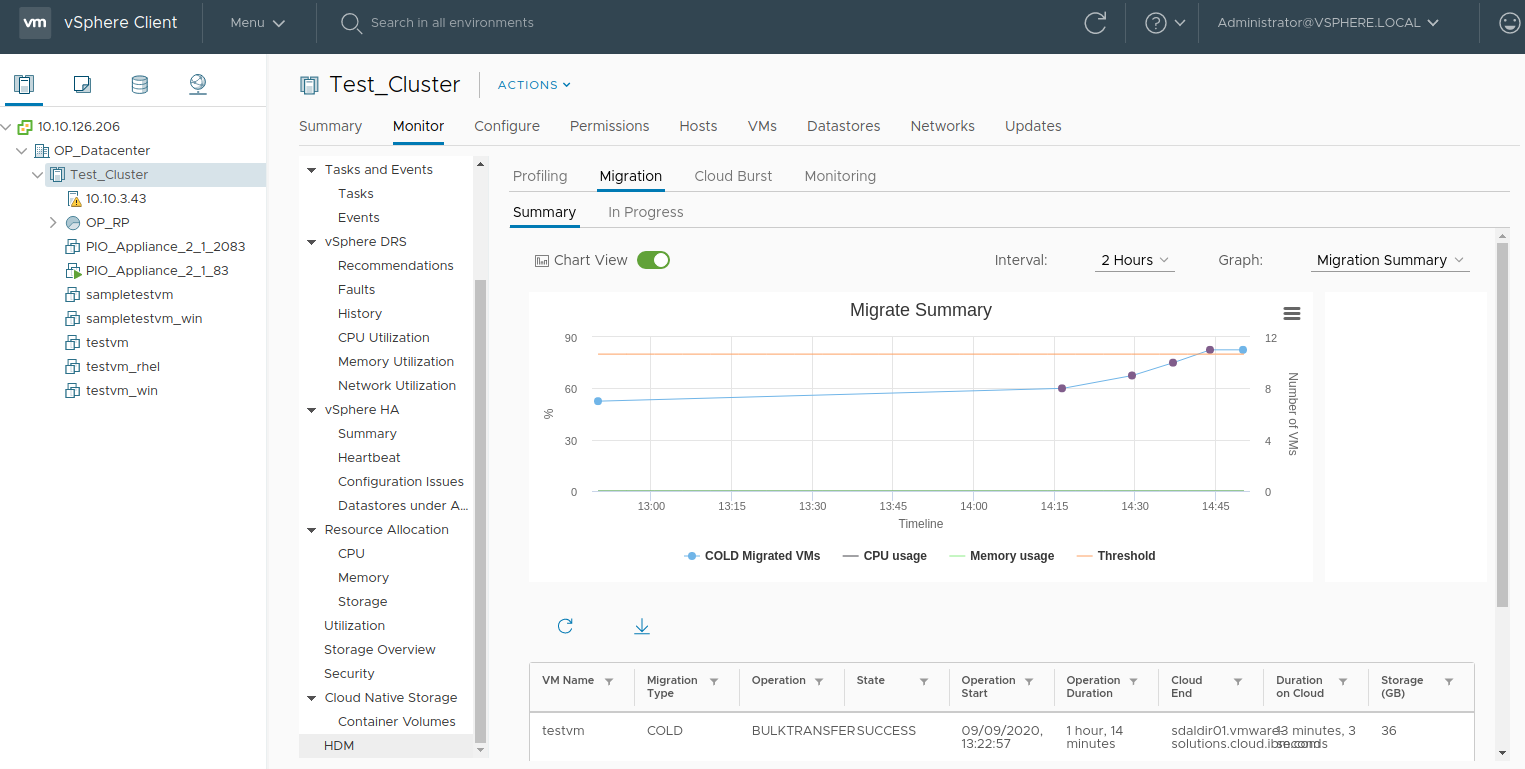 vm vSphere Client Menu Search in all environments Administrator@VSPHERE.LOCAL
10.10.126.206
OP_Datacenter
Test_Cluster
10.10.3.43
OP_RP
PIO_Appliance_2_1_2083
PIO_Appliance_2_1_83
sampletestvm
sampletestvm_win
testvm
testvm_rhel
testvm_win
Test_Cluster ACTIONS
Summary Monitor Configure Permissions Hosts VMs Datastores Networks Updates
Tasks and Events
Tasks
Events
vSphere DRS
Recommendations
Faults
History
CPU Utilization
Memory Utilization
Network Utilization
vSphere HA
Summary
Heartbeat
Configuration Issues
Datastores under A...
Resource Allocation
CPU
Memory
Storage
Utilization
Storage Overview
Security
Cloud Native Storage
Container Volumes
HDM
Profiling Migration Cloud Burst Monitoring
Summary In Progress
Chart View Interval: 2 Hours Graph: Migration Summary
Migrate Summary
90 12
60 8
%
Number of VMs
30 4
0 0
13:00 13:15 13:30 13:45 14:00 14:15 14:30 14:45
Timeline
COLD Migrated VMs CPU usage Memory usage Threshold
VM Name Migration Operation State Operation Operation Cloud Duration Storage
Type Start Duration End on Cloud (GB)
testvm COLD BULKTRANSFER SUCCESS 09/09/2020, 1 hour, 14 sdaldir01.vmware- 13 minutes, 3 36
13:22:57 minutes solutions.cloud.ibm.com seconds